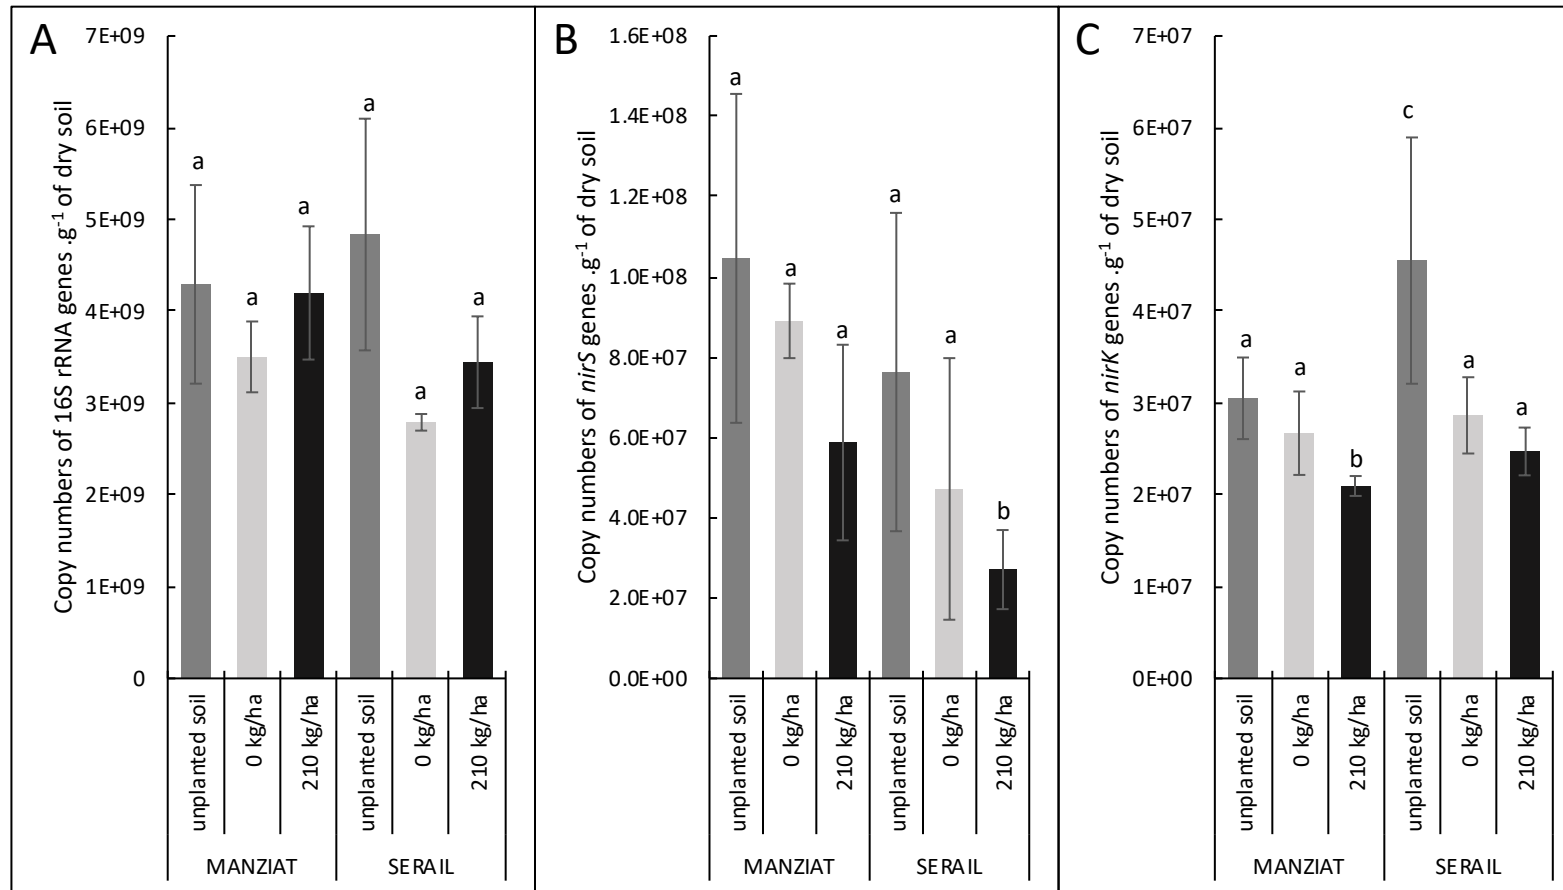 A
Copy numbers of 16S rRNA genes .g⁻¹ of dry soil
7E+09
6E+09
5E+09
4E+09
3E+09
2E+09
1E+09
0
a
a
a
a
a
a
unplanted soil
0 kg/ha
210 kg/ha
unplanted soil
0 kg/ha
210 kg/ha
MANZIAT
SERAIL
B
Copy numbers of nirS genes .g⁻¹ of dry soil
1.6E+08
1.4E+08
1.2E+08
1.0E+08
8.0E+07
6.0E+07
4.0E+07
2.0E+07
0.0E+00
a
a
a
a
a
b
unplanted soil
0 kg/ha
210 kg/ha
unplanted soil
0 kg/ha
210 kg/ha
MANZIAT
SERAIL
C
Copy numbers of nirK genes .g⁻¹ of dry soil
7E+07
6E+07
5E+07
4E+07
3E+07
2E+07
1E+07
0E+00
a
a
b
c
a
a
unplanted soil
0 kg/ha
210 kg/ha
unplanted soil
0 kg/ha
210 kg/ha
MANZIAT
SERAIL